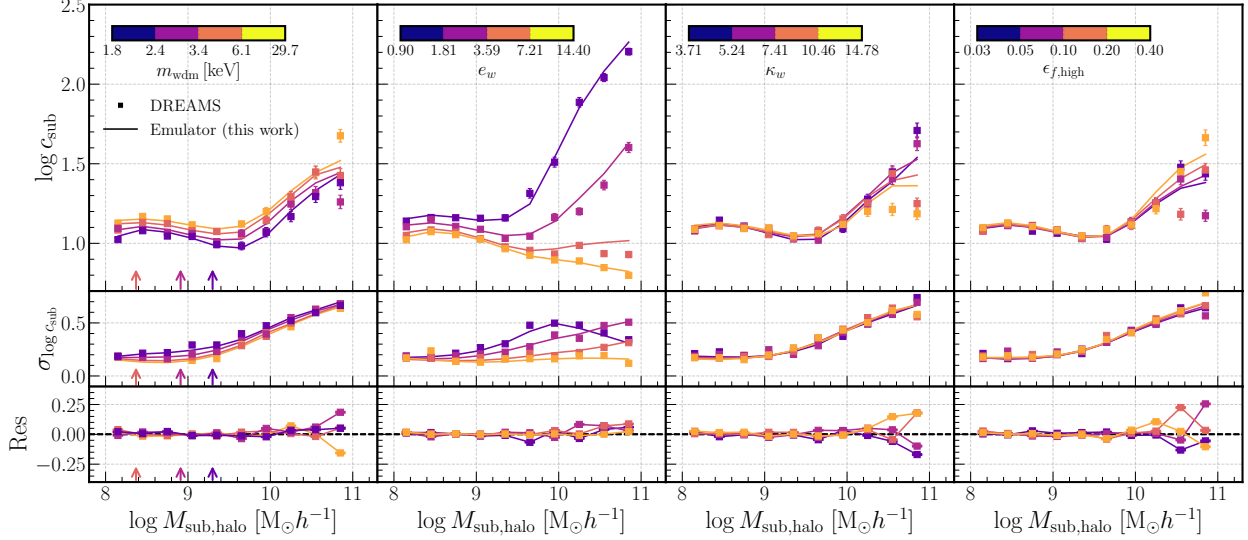 2.5
2.0
1.5
1.0
log c_sub
1.8 2.4 3.4 6.1 29.7
m_wdm [keV]
DREAMS
Emulator (this work)
0.90 1.81 3.59 7.21 14.40
e_w
3.71 5.24 7.41 10.46 14.78
κ_w
0.03 0.05 0.10 0.20 0.40
ϵ_f,high
0.5
0.0
σ_log c_sub
0.25
0.00
−0.25
Res
8 9 10 11
8 9 10 11
8 9 10 11
8 9 10 11
log M_sub,halo [M_⊙ h^−1]
log M_sub,halo [M_⊙ h^−1]
log M_sub,halo [M_⊙ h^−1]
log M_sub,halo [M_⊙ h^−1]